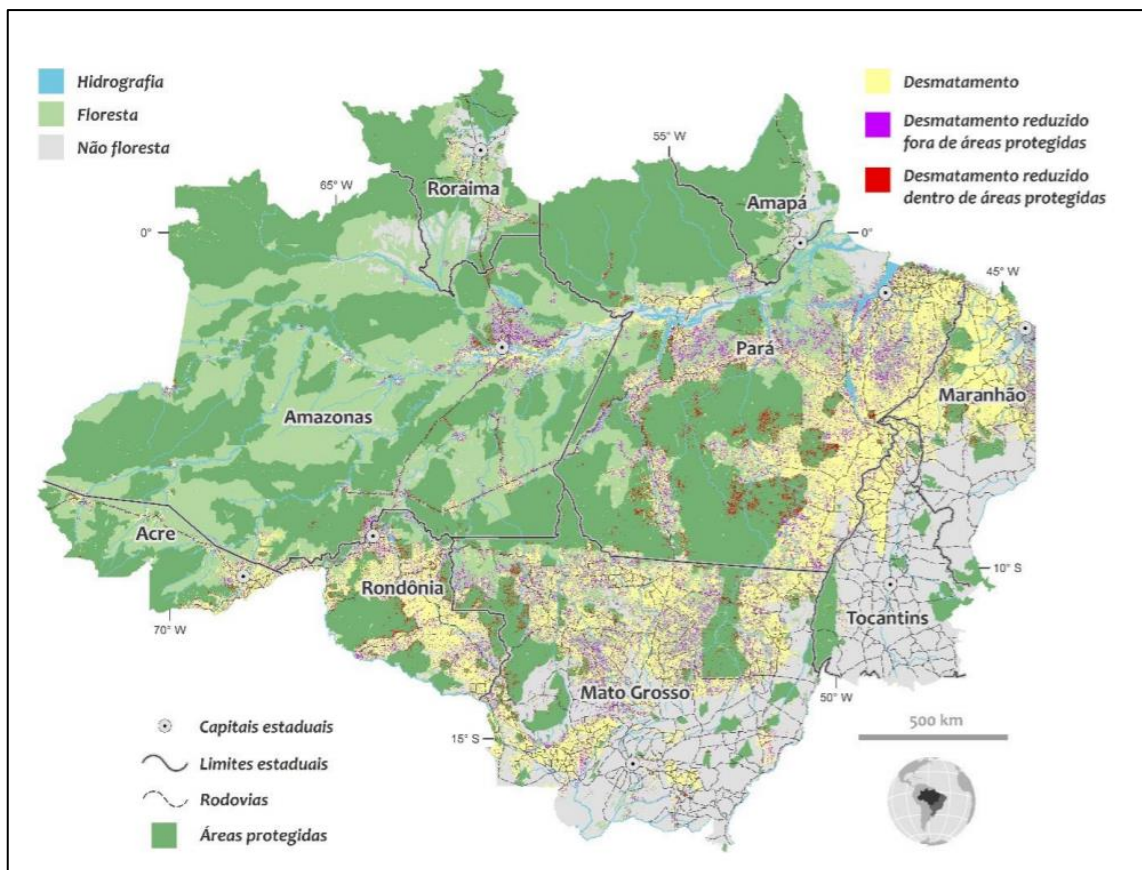 Hidrografia
Floresta
Não floresta
Desmatamento
Desmatamento reduzido
fora de áreas protegidas
Desmatamento reduzido
dentro de áreas protegidas
55° W
65° W
Roraima
Amapá
0°
0°
45° W
Pará
Maranhão
Amazonas
Acre
Rondônia
10° S
70° W
Tocantins
Mato Grosso
50° W
15° S
500 km
Capitais estaduais
Limites estaduais
Rodovias
Áreas protegidas